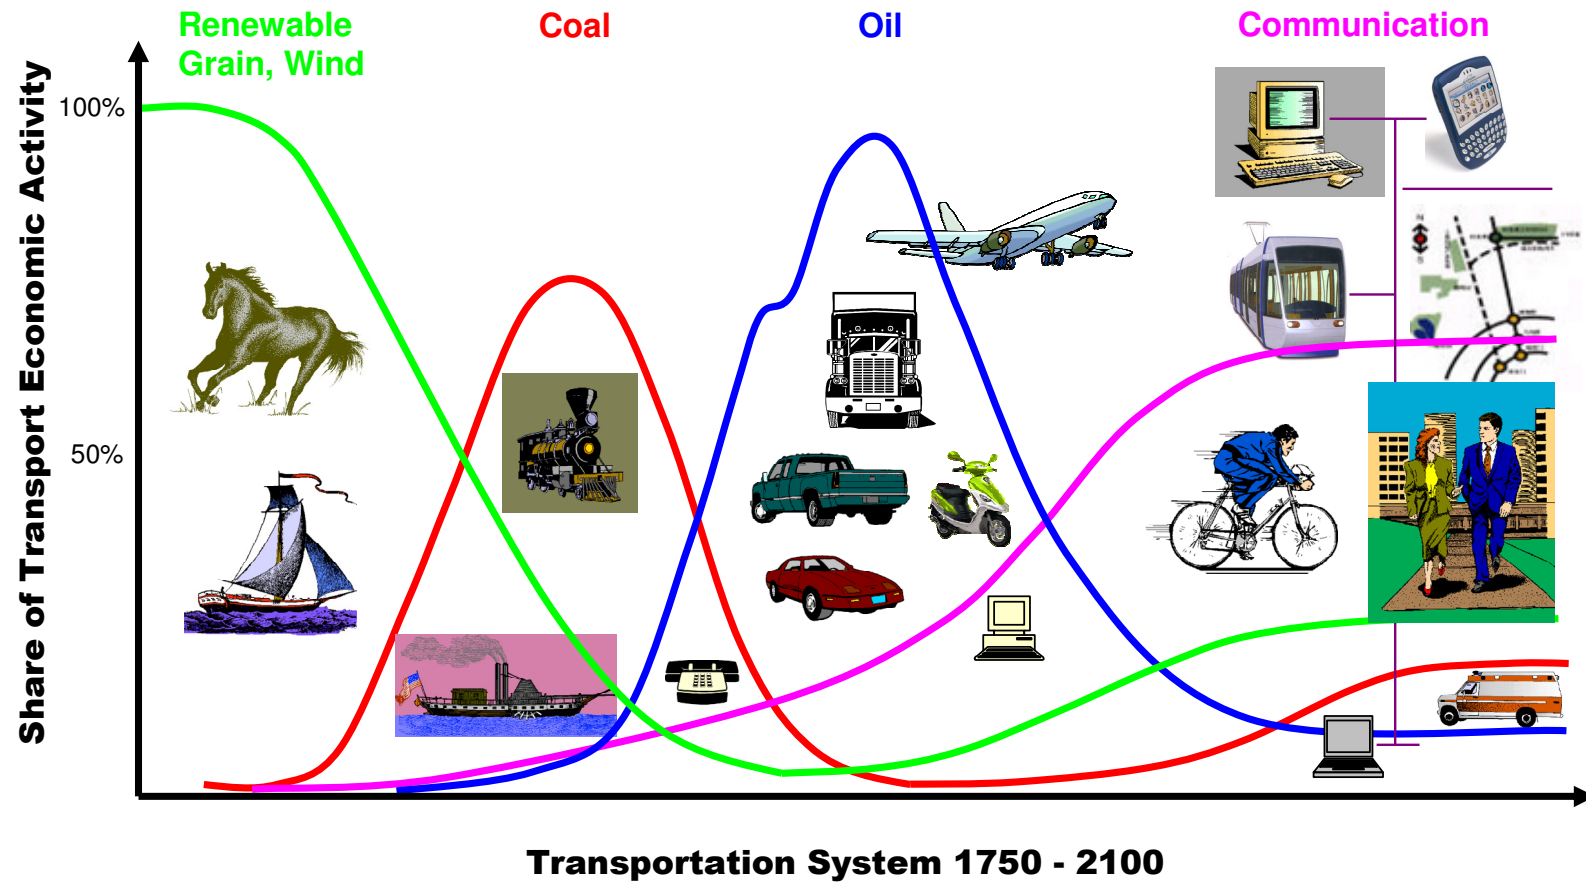 Renewable
Grain, Wind
Coal
Oil
Communication
100%
50%
Share of Transport Economic Activity
Transportation System 1750 - 2100